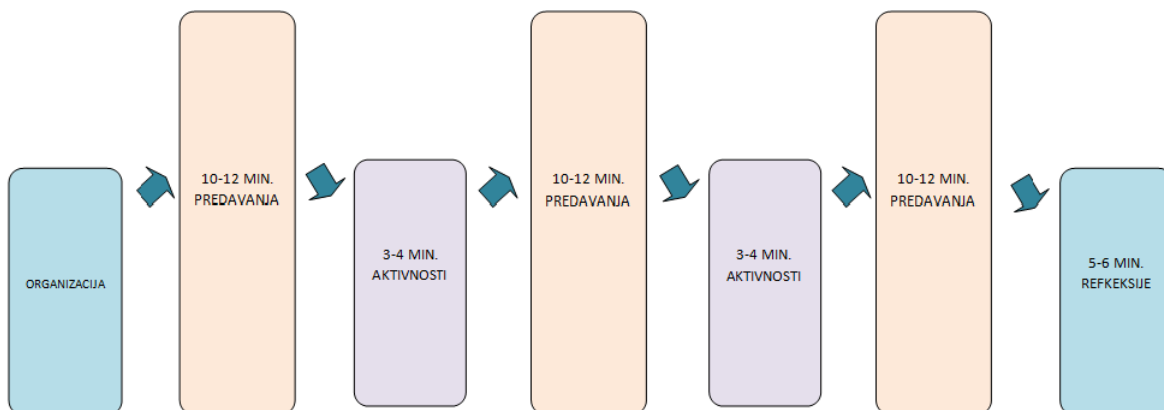 ORGANIZACIJA
10-12 MIN.
PREDAVANJA
3-4 MIN.
AKTIVNOSTI
10-12 MIN.
PREDAVANJA
3-4 MIN.
AKTIVNOSTI
10-12 MIN.
PREDAVANJA
5-6 MIN.
REFKEKSIJE